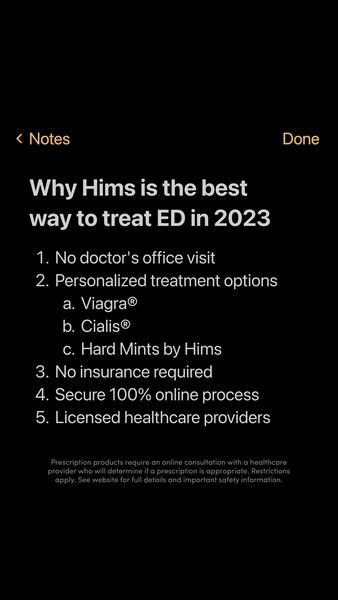 Notes
Done
Why Hims is the best
way to treat ED in 2023
1. No doctor's office visit
2. Personalized treatment options
a. Viagra®
b. Cialis®
c. Hard Mints by Hims
3. No insurance required
4. Secure 100% online process
5. Licensed healthcare providers
Prescription products require an online consultation with a healthcare
provider who will determine if a prescription is appropriate. Restrictions
apply. See website for full details and important safety information.